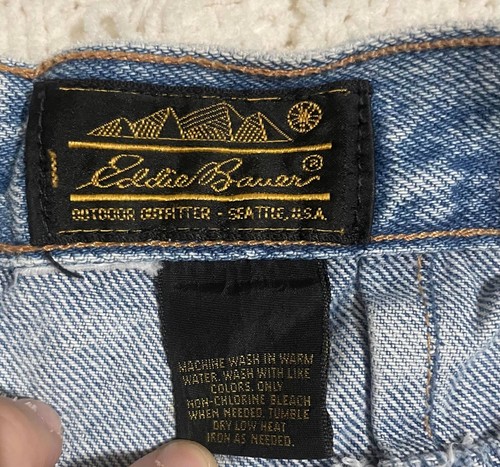 Eddie Bauer®
OUTDOOR OUTFITTER - SEATTLE, U.S.A.
MACHINE WASH IN WARM
WATER. WASH WITH LIKE
COLORS. ONLY
NON-CHLORINE BLEACH
WHEN NEEDED. TUMBLE
DRY LOW HEAT
IRON AS NEEDED.